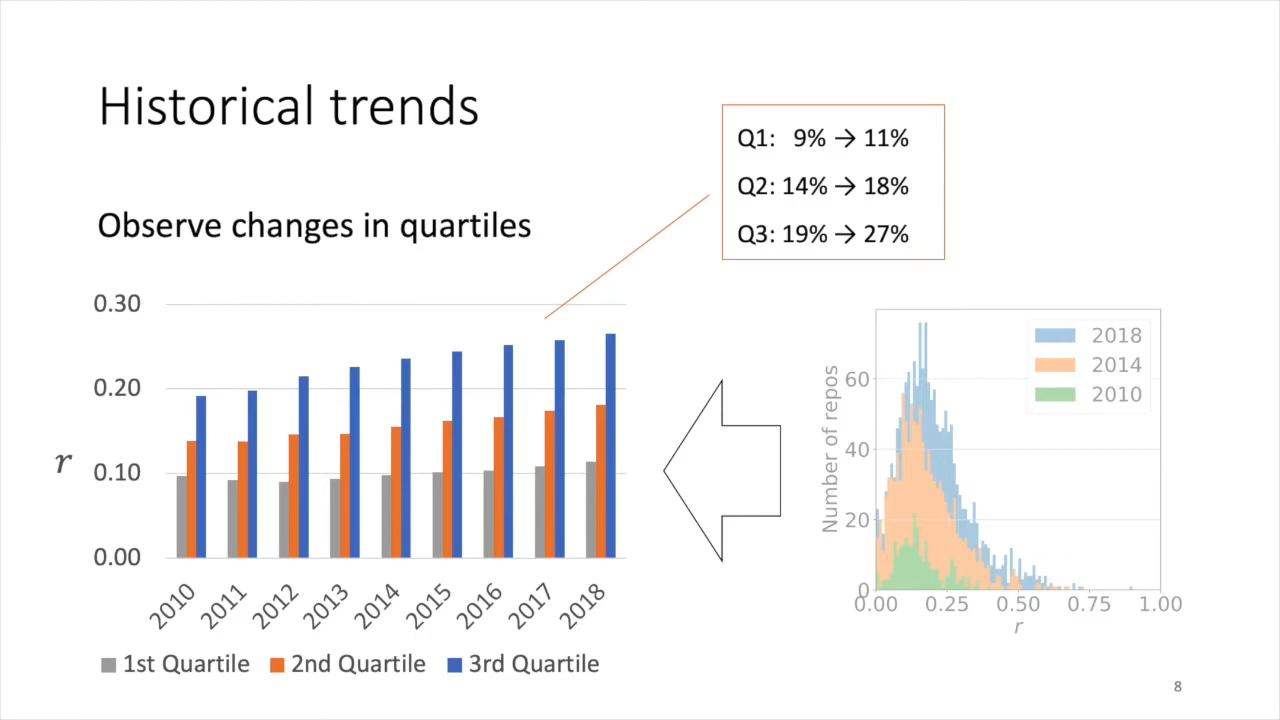 Historical trends
Q1: 9% → 11%
Q2: 14% → 18%
Q3: 19% → 27%
Observe changes in quartiles
0.30
0.20
0.10
0.00
r
2010
2011
2012
2013
2014
2015
2016
2017
2018
1st Quartile
2nd Quartile
3rd Quartile
2018
2014
2010
Number of repos
60
40
20
0
0.00
0.25
0.50
0.75
1.00
r
8